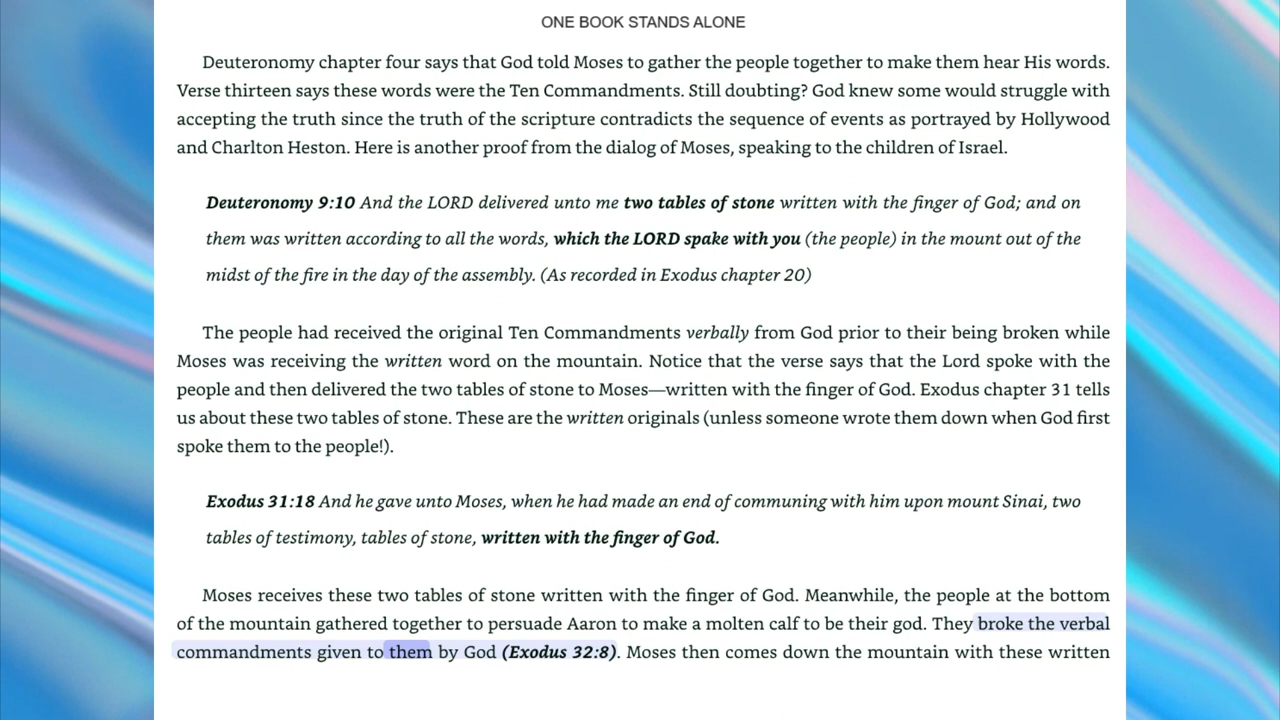 ONE BOOK STANDS ALONE
Deuteronomy chapter four says that God told Moses to gather the people together to make them hear His words.
Verse thirteen says these words were the Ten Commandments. Still doubting? God knew some would struggle with
accepting the truth since the truth of the scripture contradicts the sequence of events as portrayed by Hollywood
and Charlton Heston. Here is another proof from the dialog of Moses, speaking to the children of Israel.
Deuteronomy 9:10 And the LORD delivered unto me two tables of stone written with the finger of God; and on
them was written according to all the words, which the LORD spake with you (the people) in the mount out of the
midst of the fire in the day of the assembly. (As recorded in Exodus chapter 20)
The people had received the original Ten Commandments verbally from God prior to their being broken while
Moses was receiving the written word on the mountain. Notice that the verse says that the Lord spoke with the
people and then delivered the two tables of stone to Moses—written with the finger of God. Exodus chapter 31 tells
us about these two tables of stone. These are the written originals (unless someone wrote them down when God first
spoke them to the people!).
Exodus 31:18 And he gave unto Moses, when he had made an end of communing with him upon mount Sinai, two
tables of testimony, tables of stone, written with the finger of God.
Moses receives these two tables of stone written with the finger of God. Meanwhile, the people at the bottom
of the mountain gathered together to persuade Aaron to make a molten calf to be their god. They broke the verbal
commandments given to them by God (Exodus 32:8). Moses then comes down the mountain with these written